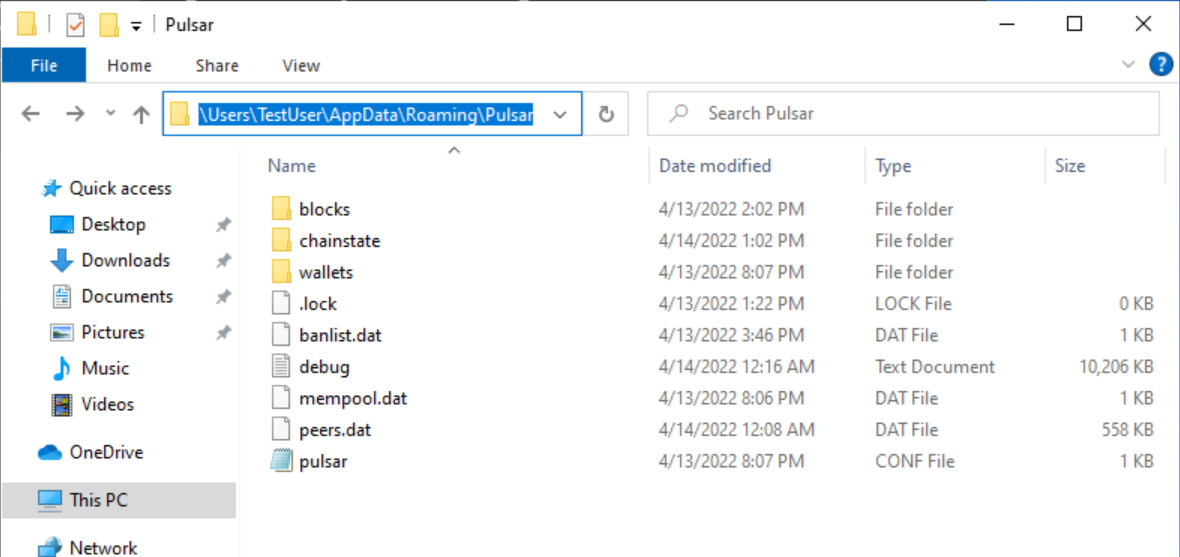 Pulsar
File Home Share View
\Users\TestUser\AppData\Roaming\Pulsar Search Pulsar
Name Date modified Type Size
Quick access
Desktop
Downloads
Documents
Pictures
Music
Videos
OneDrive
This PC
Network
blocks 4/13/2022 2:02 PM File folder
chainstate 4/14/2022 1:02 PM File folder
wallets 4/13/2022 8:07 PM File folder
.lock 4/13/2022 1:22 PM LOCK File 0 KB
banlist.dat 4/13/2022 3:46 PM DAT File 1 KB
debug 4/14/2022 12:16 AM Text Document 10,206 KB
mempool.dat 4/13/2022 8:06 PM DAT File 1 KB
peers.dat 4/14/2022 12:08 AM DAT File 558 KB
pulsar 4/13/2022 8:07 PM CONF File 1 KB